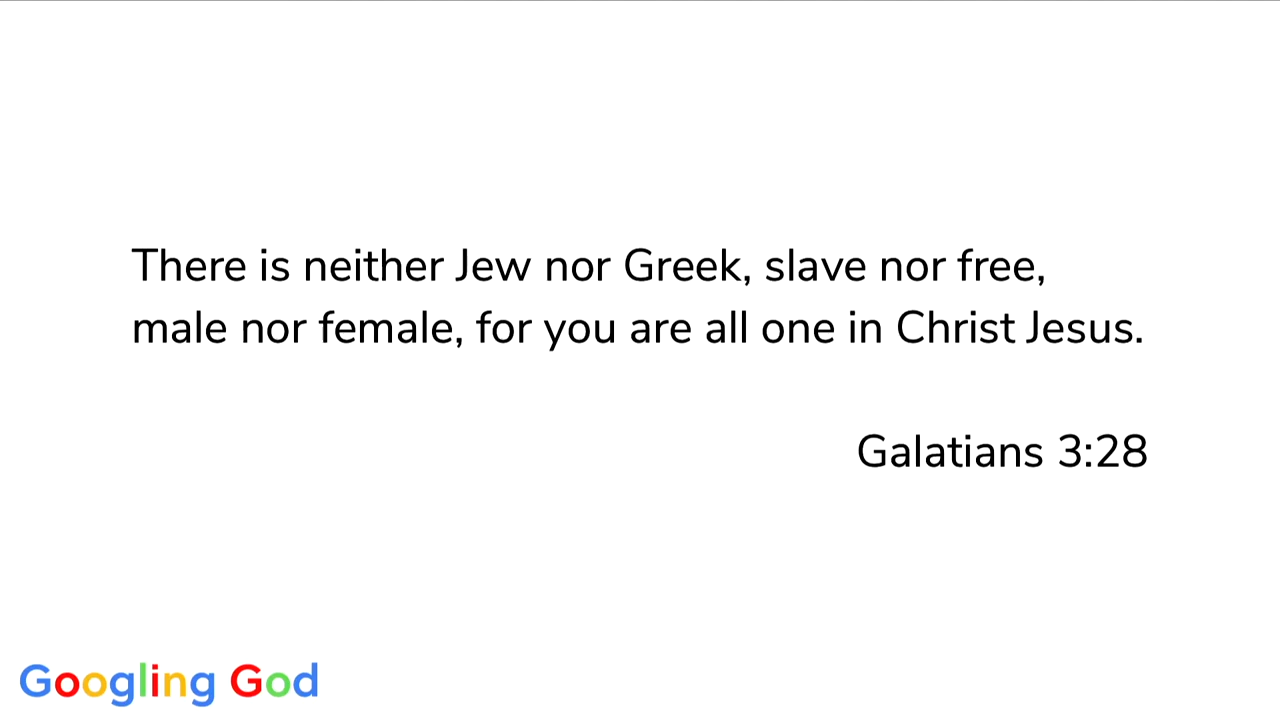 There is neither Jew nor Greek, slave nor free,
male nor female, for you are all one in Christ Jesus.
Galatians 3:28
Googling God